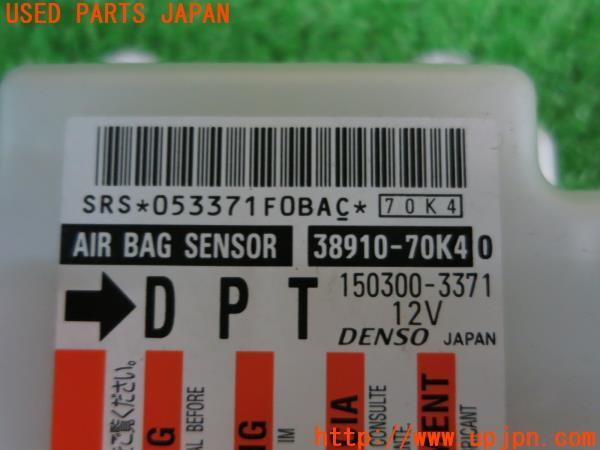 USED PARTS JAPAN
SRS*053371F0BAC* 70K4
AIR BAG SENSOR 38910-70K4 0
D P T 150300-3371
12V
DENSO JAPAN
ご覧ください。
AL BEFORE
IM
CONSULTE
http://www.upjpn.com